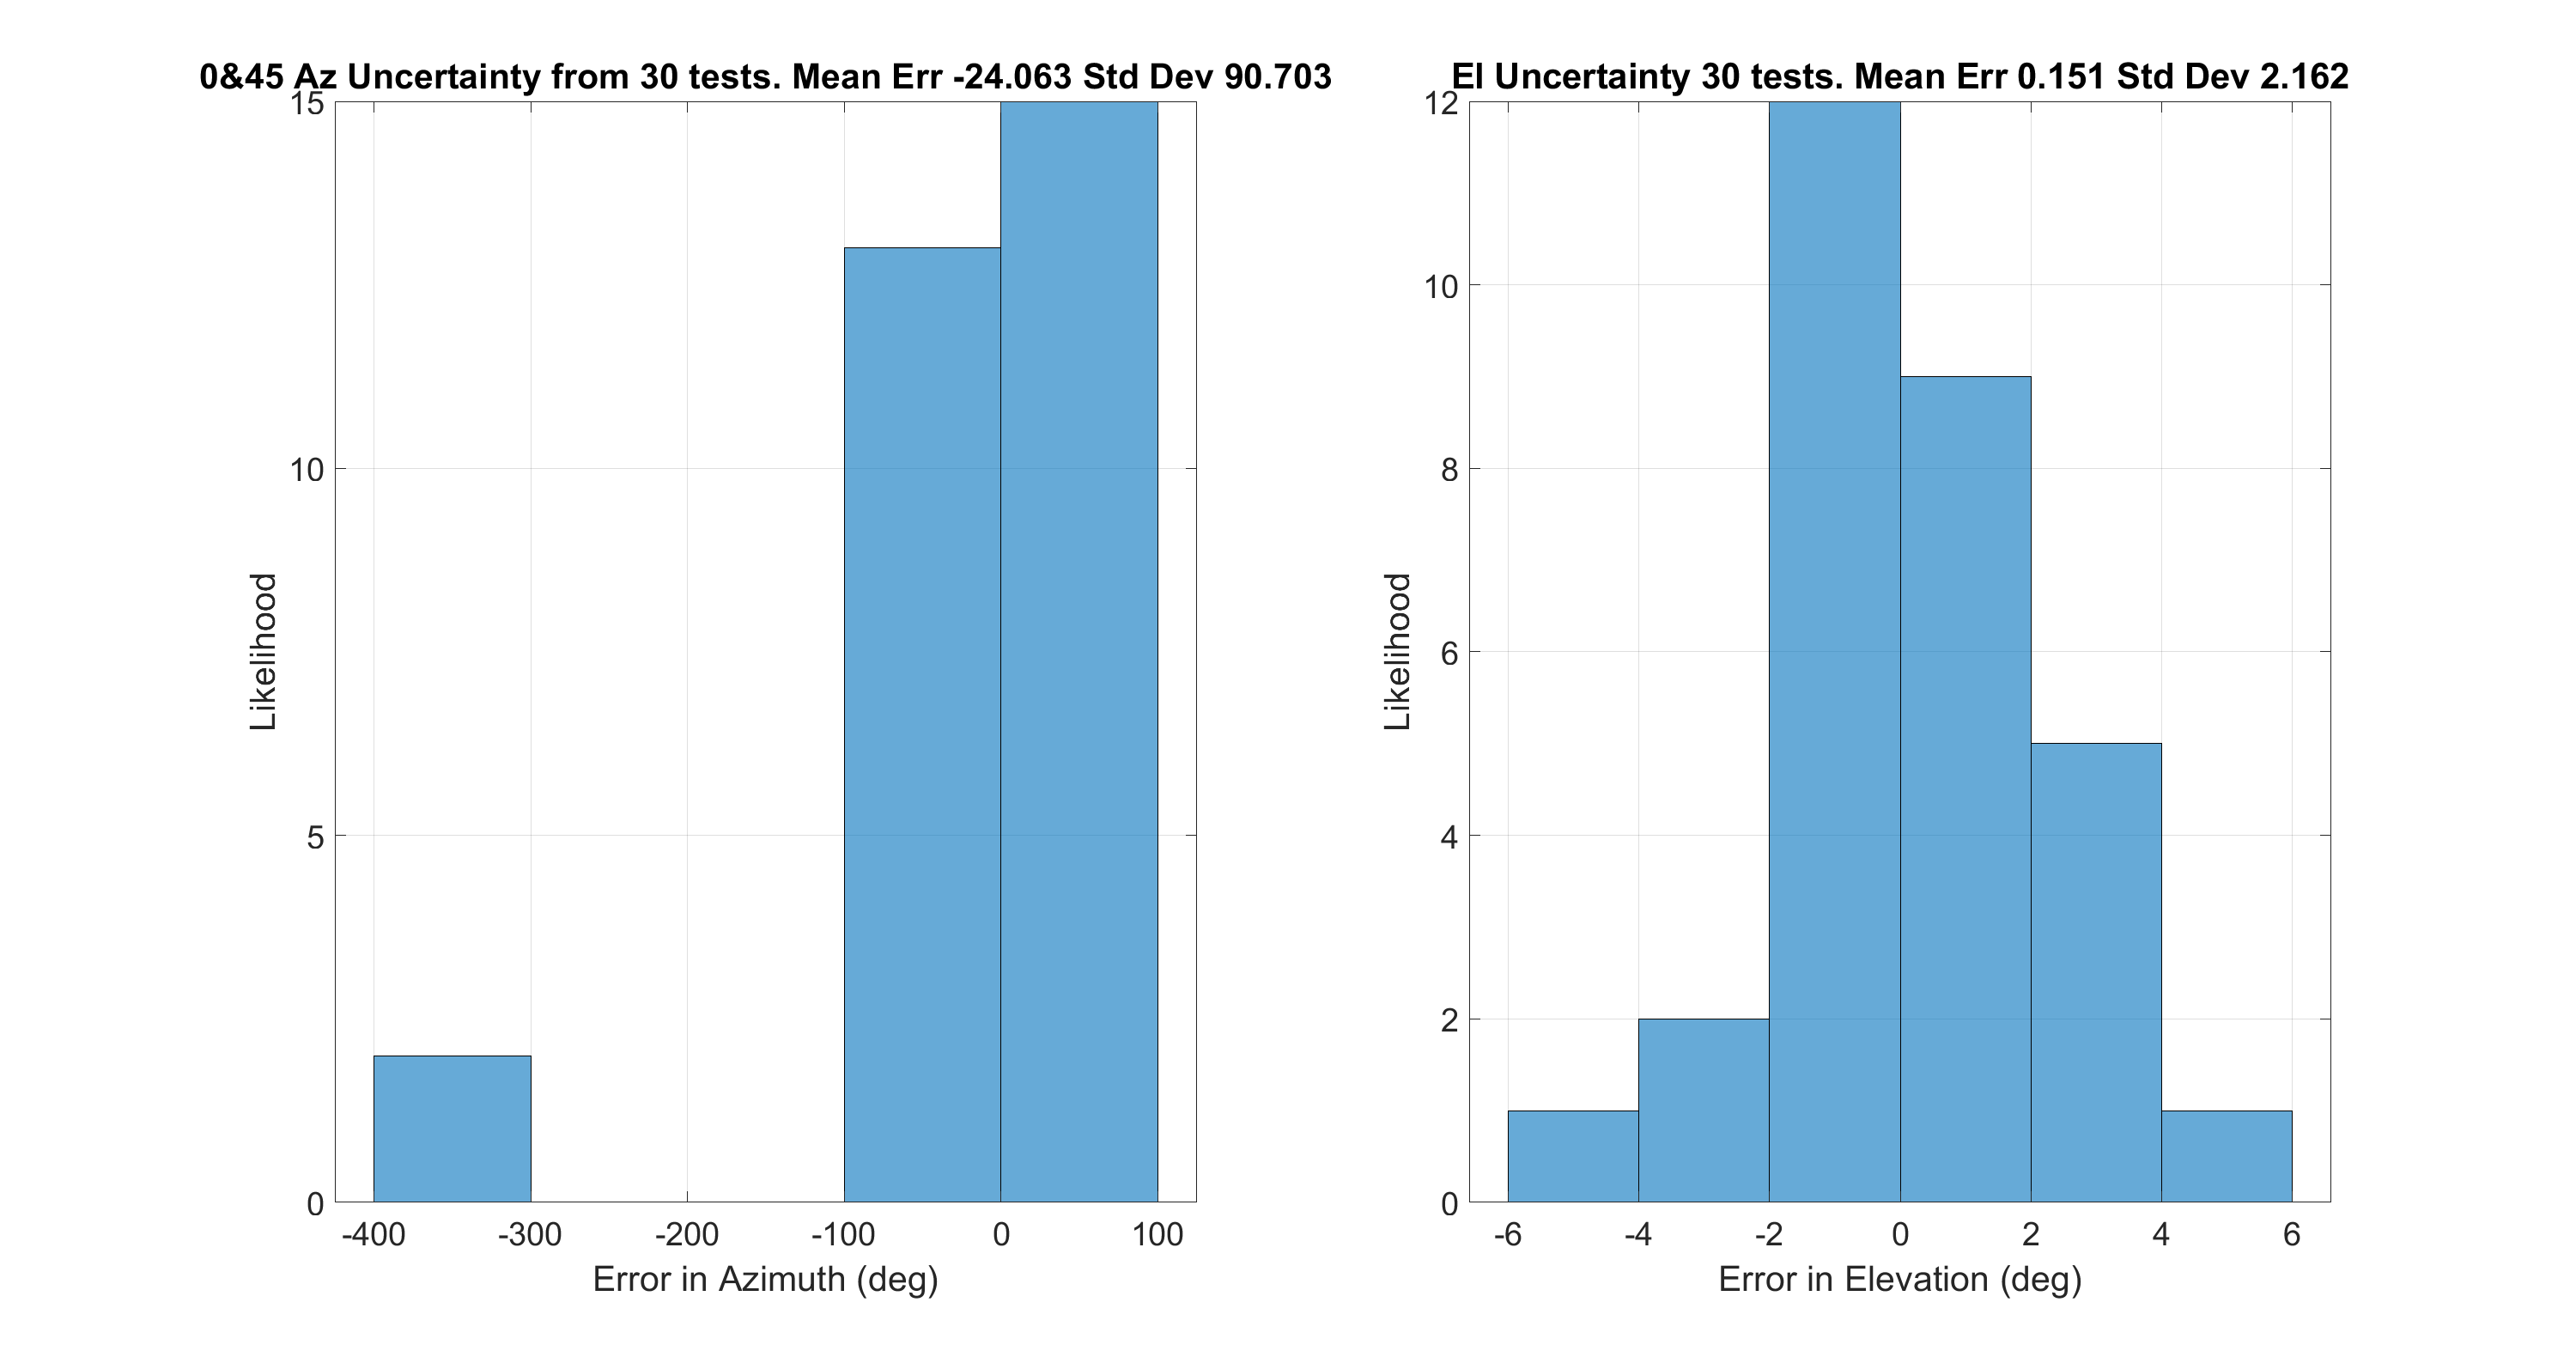 0&45 Az Uncertainty from 30 tests. Mean Err -24.063 Std Dev 90.703
15
10
5
0
Likelihood
-400 -300 -200 -100 0 100
Error in Azimuth (deg)
El Uncertainty 30 tests. Mean Err 0.151 Std Dev 2.162
12
10
8
6
4
2
0
Likelihood
-6 -4 -2 0 2 4 6
Error in Elevation (deg)